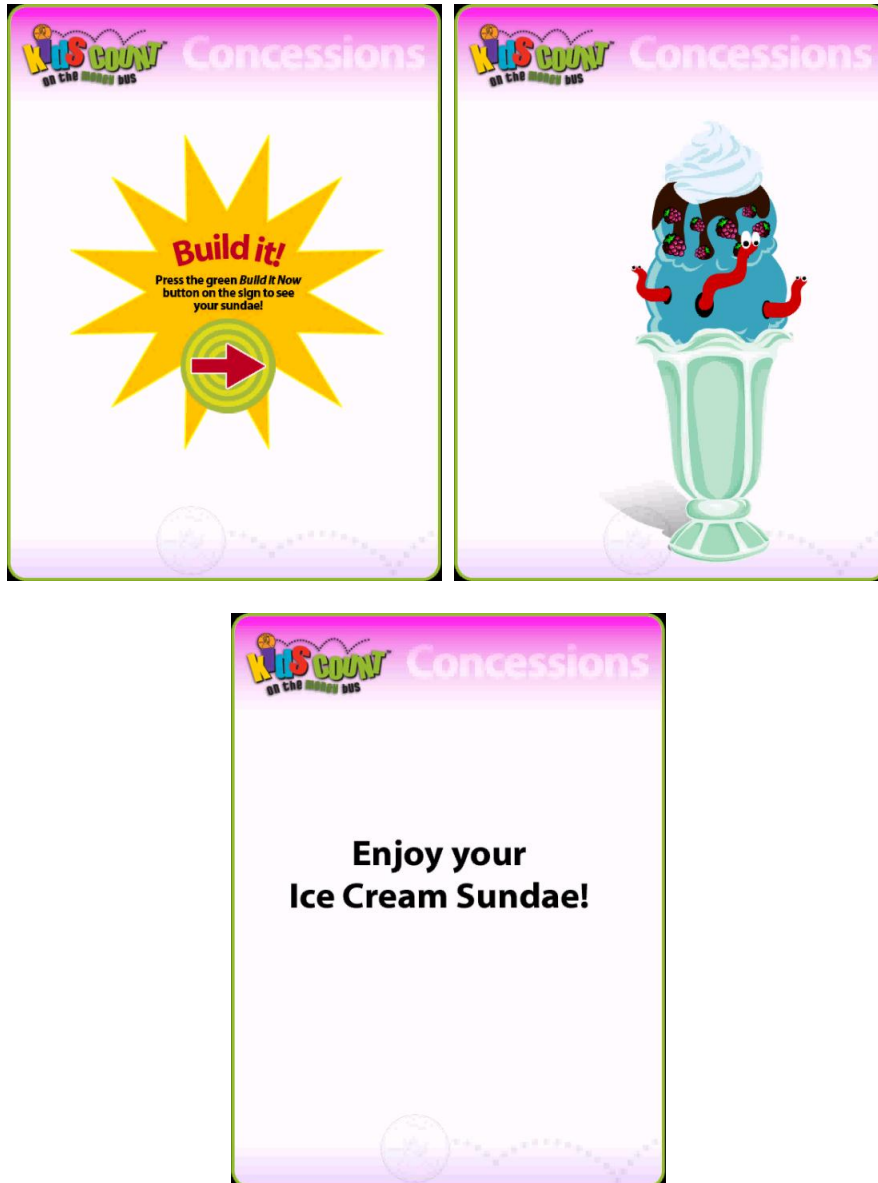 KIDS COUNT
on the money bus
Concessions
Build it!
Press the green Build it Now
button on the sign to see
your sundae!
KIDS COUNT
on the money bus
Concessions
KIDS COUNT
on the money bus
Concessions
Enjoy your
Ice Cream Sundae!